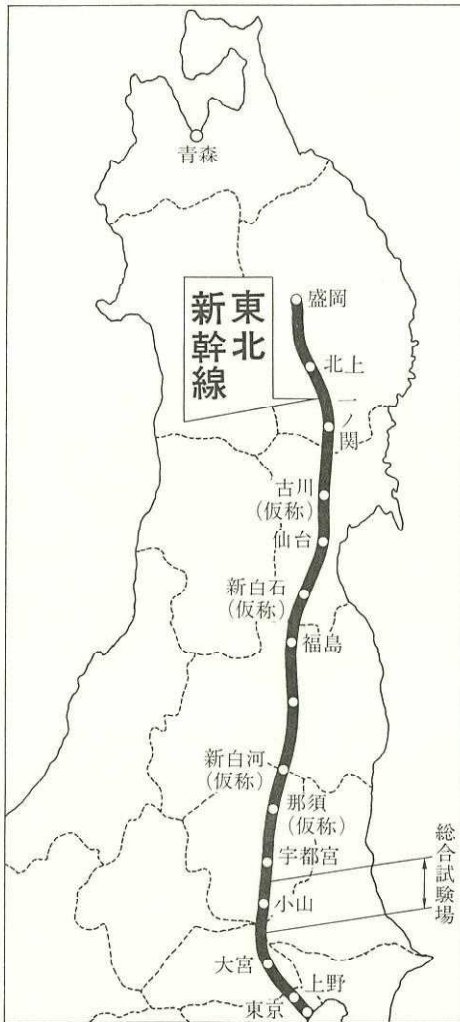 青森
東北
新幹線
盛岡
北上
一ノ関
古川
(仮称)
仙台
新白石
(仮称)
福島
新白河
(仮称)
那須
(仮称)
宇都宮
総合試験場
小山
大宮
上野
東京